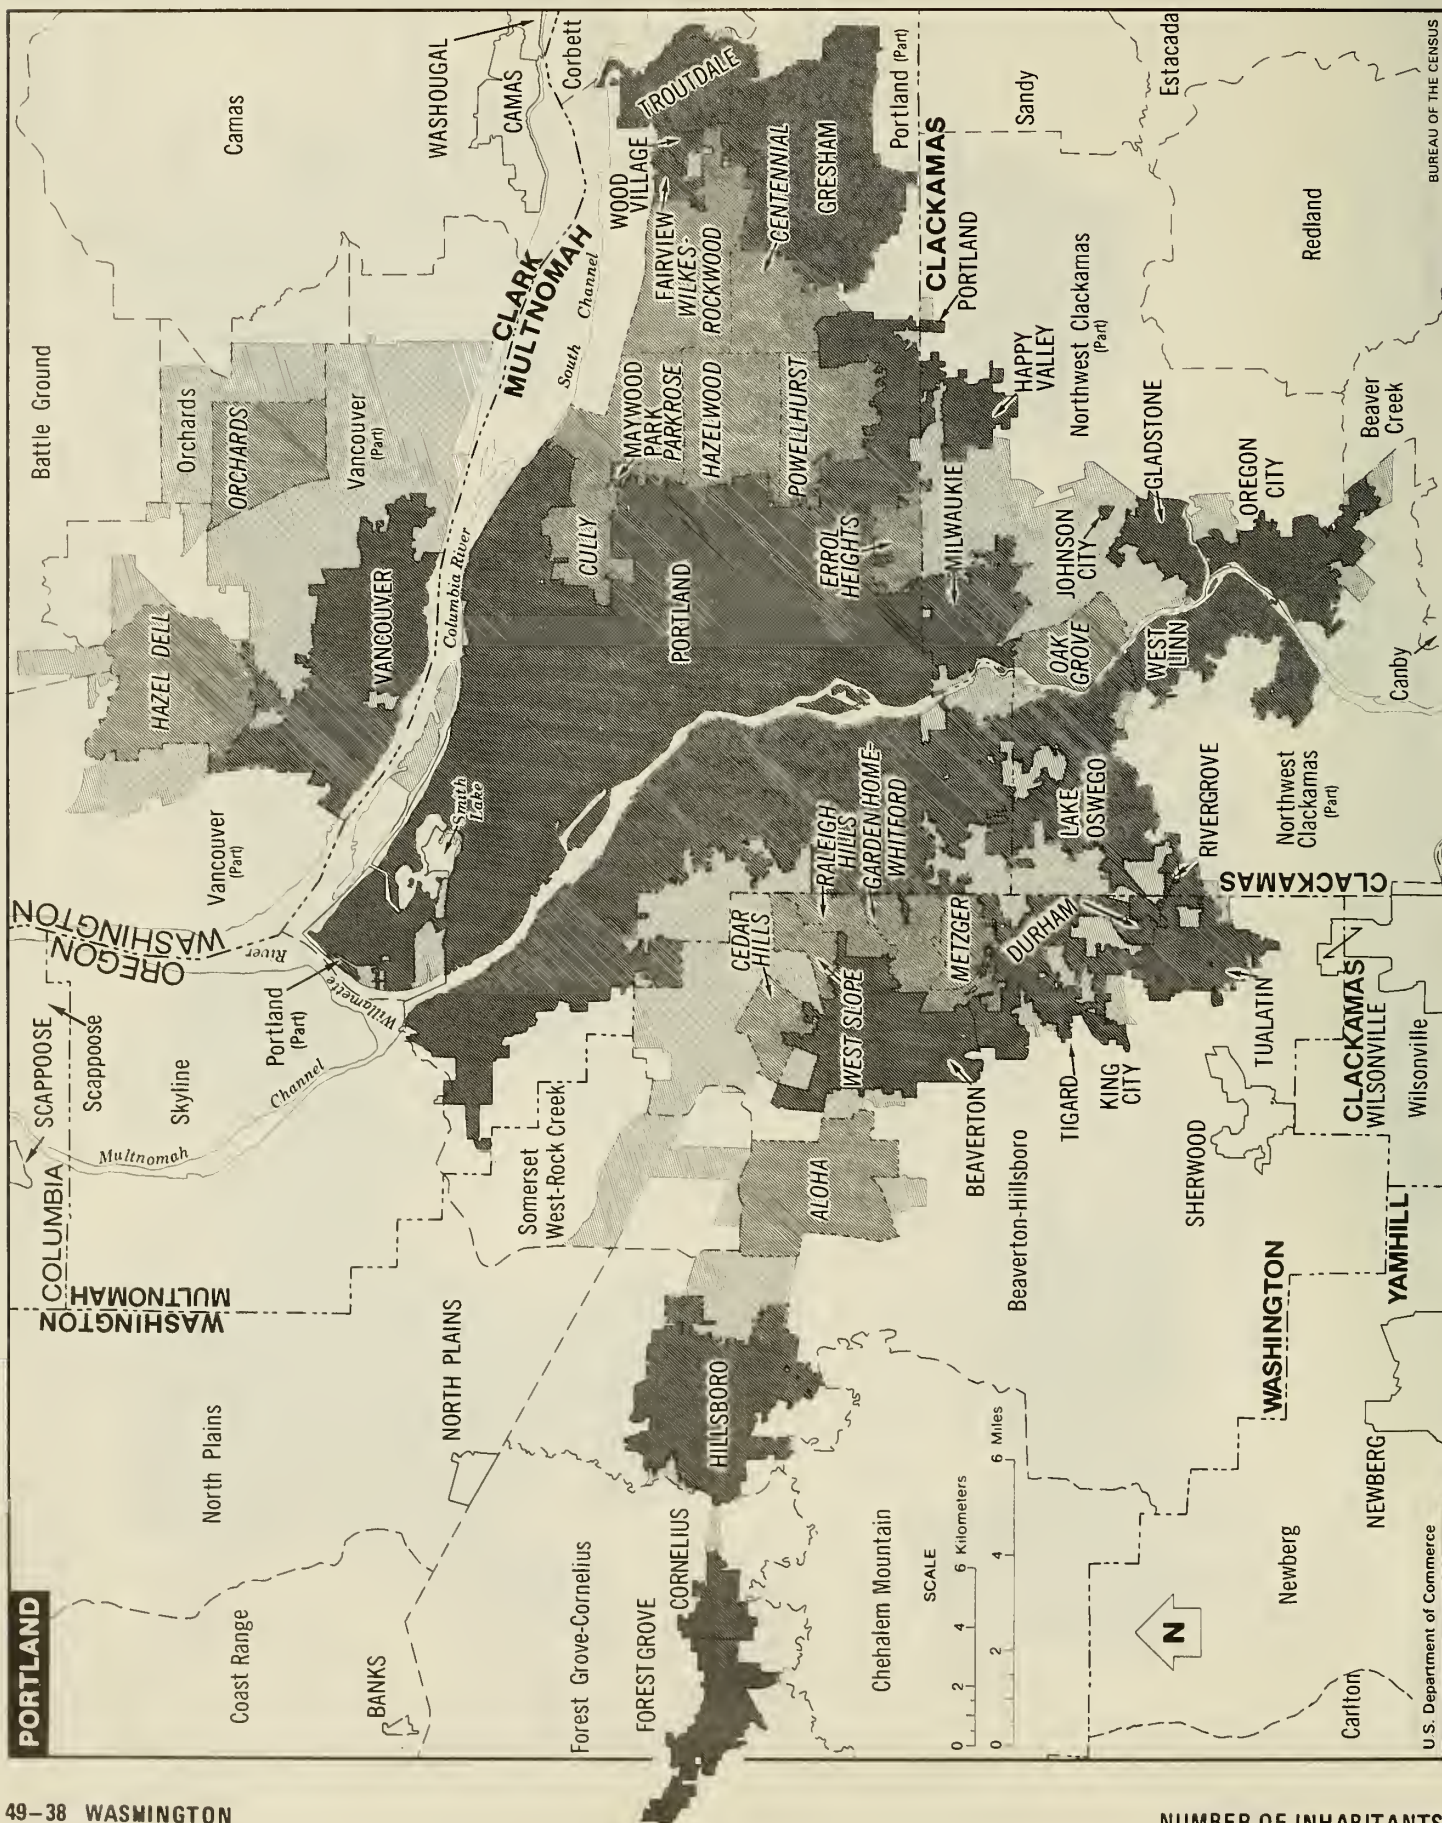 PORTLAND
Battle Ground
Camas
WASHOUGAL
CAMAS
Corbett
Orchards
ORCHARDS
Vancouver
(Part)
CLARK
MULTNOMAH
South Channel
WOOD
VILLAGE
TROUTDALE
FAIRVIEW
WILKES-
ROCKWOOD
CENTENNIAL
GRESHAM
Portland (Part)
CLACKAMAS
Sandy
Estacada
PORTLAND
HAPPY
VALLEY
Northwest Clackamas
(Part)
Redland
Beaver
Creek
MAYWOOD
PARK
PARKROSE
HAZELWOOD
POWELLHURST
HAZEL DELL
VANCOUVER
Columbia River
CULLY
PORTLAND
ERROL
HEIGHTS
MILWAUKIE
JOHNSON
CITY
GLADSTONE
OREGON
CITY
OAK
GROVE
WEST
LINN
Canby
Vancouver
(Part)
Smith
Lake
RALEIGH
HILLS
GARDEN HOME-
WHITFORD
LAKE
OSWEGO
RIVERGROVE
Northwest
Clackamas
(Part)
CLACKAMAS
WASHINGTON
OREGON
River
Willamette
Portland
(Part)
CEDAR
HILLS
WEST SLOPE
METZGER
DURHAM
TUALATIN
CLACKAMAS
WILSONVILLE
Wilsonville
SCAPPOOSE
Scappoose
Skyline
Multnomah
Channel
COLUMBIA
MULTNOMAH
WASHINGTON
Somerset
West-Rock Creek
ALOHA
BEAVERTON
Beaverton-Hillsboro
TIGARD
KING
CITY
SHERWOOD
WASHINGTON
YAMHILL
North Plains
NORTH PLAINS
HILLSBORO
CORNELIUS
FOREST GROVE
Forest Grove-Cornelius
Coast Range
BANKS
Chehalem Mountain
NEWBERG
Newberg
Carlton
SCALE
0 2 4 6 Kilometers
0 2 4 6 Miles
N
U.S. Department of Commerce
BUREAU OF THE CENSUS
49–38 WASHINGTON
NUMBER OF INHABITANTS